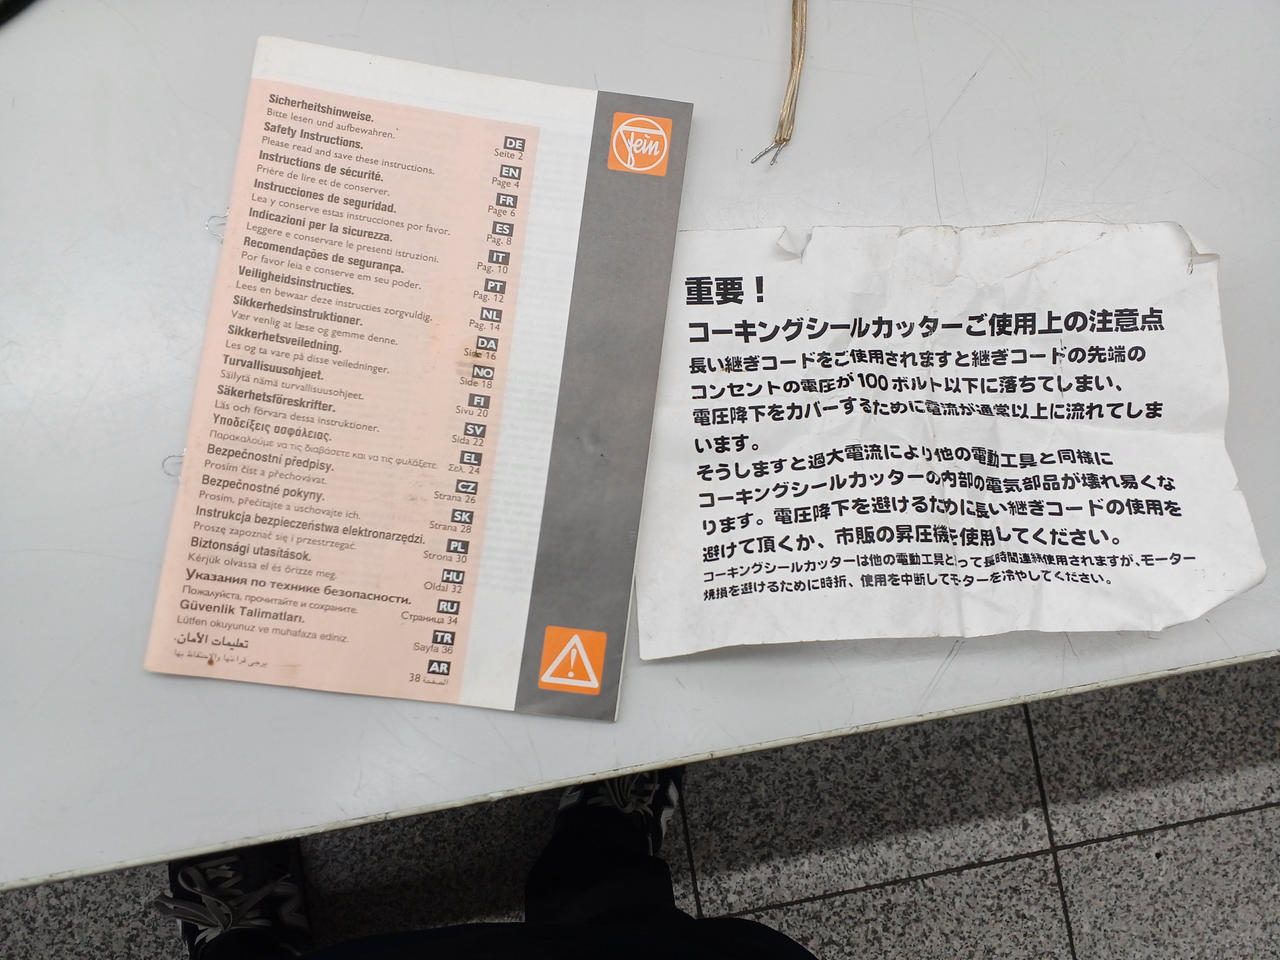 Sicherheitshinweise.
Bitte lesen und aufbewahren.
DE
Seite 2
Safety Instructions.
Please read and save these instructions.
EN
Page 4
Instructions de sécurité.
Prière de lire et de conserver.
FR
Page 6
Instrucciones de seguridad.
Lea y conserve estas instrucciones por favor.
ES
Pag. 8
Indicazioni per la sicurezza.
Leggere e conservare le presenti istruzioni.
IT
Pag. 10
Recomendações de segurança.
Por favor leia e conserve em seu poder.
PT
Pag. 12
Veiligheidsinstructies.
Lees en bewaar deze instructies zorgvuldig.
NL
Pag. 14
Sikkerhedsinstruktioner.
Vær venlig at læse og gemme denne.
DA
Side 16
Sikkerhetsveiledning.
Les og ta vare på disse veiledninger.
NO
Side 18
Turvallisuusohjeet.
Säilytä nämä turvallisuusohjeet.
FI
Sivu 20
Säkerhetsföreskrifter.
Läs och förvara dessa instruktioner.
SV
Sida 22
Υποδείξεις ασφάλειας.
Παρακαλούμε να τις διαβάσετε και να τις φυλάξετε.
EL
Σελ. 24
Bezpečnostní předpisy.
Prosím číst a přechovávat.
CZ
Strana 26
Bezpečnostné pokyny.
Prosím, přečítajte a uschovajte ich.
SK
Strana 28
Instrukcja bezpieczeństwa elektronarzędzi.
Proszę zapoznać się i przestrzegać.
PL
Strona 30
Biztonsági utasítások.
Kérjük olvassa el és őrizze meg.
HU
Oldal 32
Указания по технике безопасности.
Пожалуйста, прочитайте и сохраните.
RU
Страница 34
Güvenlik Talimatları.
Lütfen okuyunuz ve muhafaza ediniz.
TR
Sayfa 36
تعليمات الأمان.
يرجى قراءتها والاحتفاظ بها
AR
الصفحة 38
Fein
重要！
コーキングシールカッターご使用上の注意点
長い継ぎコードをご使用されますと継ぎコードの先端の
コンセントの電圧が100ボルト以下に落ちてしまい、
電圧降下をカバーするために電流が通常以上に流れてしま
います。
そうしますと過大電流により他の電動工具と同様に
コーキングシールカッターの内部の電気部品が壊れ易くな
ります。電圧降下を避けるために長い継ぎコードの使用を
避けて頂くか、市販の昇圧機を使用してください。
コーキングシールカッターは他の電動工具とって長時間連続使用されますが、モーター
焼損を避けるために時折、使用を中断してモーターを冷やしてください。